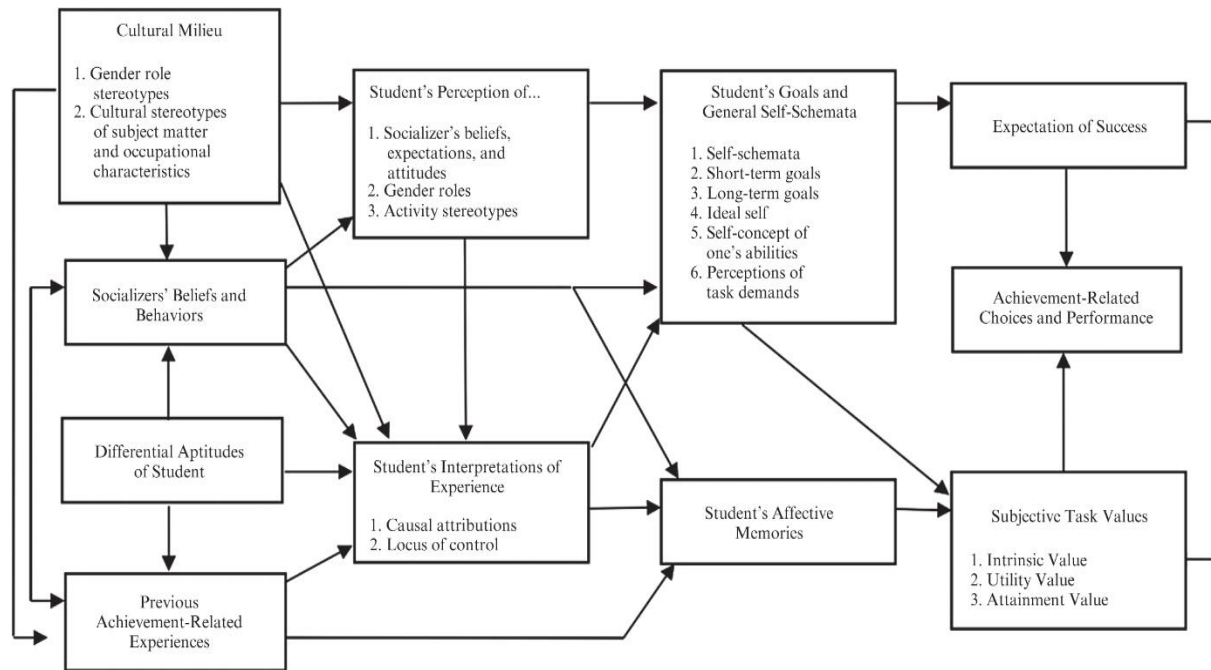 Cultural Milieu
1. Gender role
stereotypes
2. Cultural stereotypes
of subject matter
and occupational
characteristics
Socializers' Beliefs and
Behaviors
Differential Aptitudes
of Student
Previous
Achievement-Related
Experiences
Student's Perception of...
1. Socializer's beliefs,
expectations, and
attitudes
2. Gender roles
3. Activity stereotypes
Student's Interpretations of
Experience
1. Causal attributions
2. Locus of control
Student's Goals and
General Self-Schemata
1. Self-schemata
2. Short-term goals
3. Long-term goals
4. Ideal self
5. Self-concept of
one's abilities
6. Perceptions of
task demands
Student's Affective
Memories
Expectation of Success
Achievement-Related
Choices and Performance
Subjective Task Values
1. Intrinsic Value
2. Utility Value
3. Attainment Value